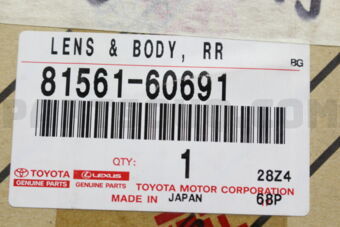 LENS & BODY, RR
BG
81561-60691
QTY: 1
28Z4
TOYOTA LEXUS
GENUINE PARTS GENUINE PARTS
TOYOTA MOTOR CORPORATION
MADE IN JAPAN 68P